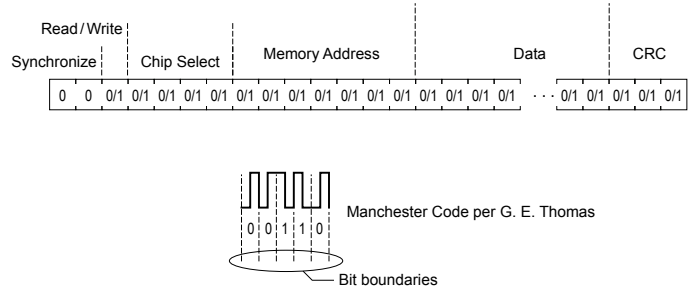 Read/Write
Synchronize Chip Select Memory Address Data CRC
0 0 0/1 0/1 0/1 0/1 0/1 0/1 0/1 0/1 0/1 0/1 0/1 0/1 0/1 0/1 0/1 0/1 · · · 0/1 0/1 0/1 0/1 0/1
Manchester Code per G. E. Thomas
0 0 1 1 0
Bit boundaries